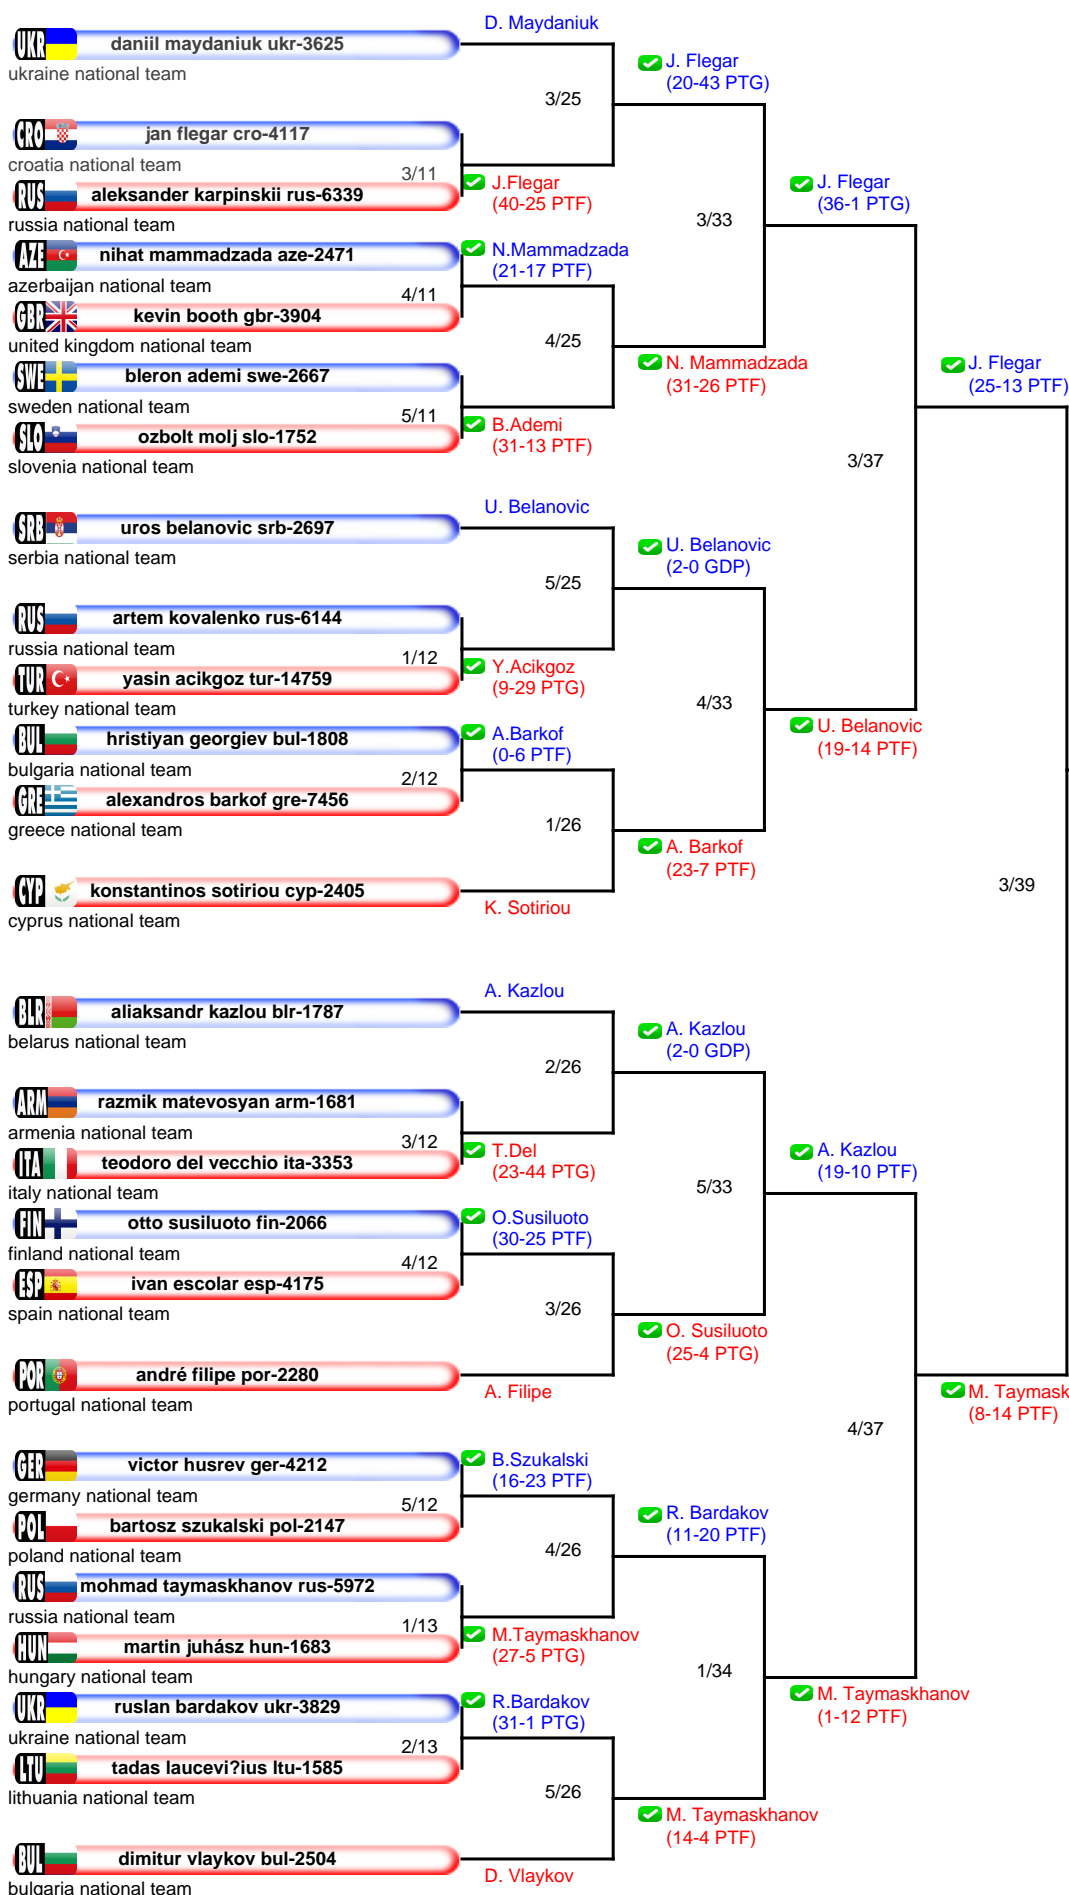 D. Maydaniuk
UKR daniil maydaniuk ukr-3625
ukraine national team
J. Flegar
(20-43 PTG)
3/25
CRO jan flegar cro-4117
croatia national team
3/11
J.Flegar
(40-25 PTF)
RUS aleksander karpinskii rus-6339
russia national team
J. Flegar
(36-1 PTG)
3/33
AZE nihat mammadzada aze-2471
azerbaijan national team
N.Mammadzada
(21-17 PTF)
4/11
GBR kevin booth gbr-3904
united kingdom national team
4/25
N. Mammadzada
(31-26 PTF)
J. Flegar
(25-13 PTF)
SWE bleron ademi swe-2667
sweden national team
5/11
B.Ademi
(31-13 PTF)
SLO ozbolt molj slo-1752
slovenia national team
3/37
U. Belanovic
SRB uros belanovic srb-2697
serbia national team
U. Belanovic
(2-0 GDP)
5/25
RUS artem kovalenko rus-6144
russia national team
1/12
Y.Acikgoz
(9-29 PTG)
TUR yasin acikgoz tur-14759
turkey national team
4/33
U. Belanovic
(19-14 PTF)
BUL hristiyan georgiev bul-1808
bulgaria national team
A.Barkof
(0-6 PTF)
2/12
GRE alexandros barkof gre-7456
greece national team
1/26
A. Barkof
(23-7 PTF)
3/39
CYP konstantinos sotiriou cyp-2405
cyprus national team
K. Sotiriou
A. Kazlou
BLR aliaksandr kazlou blr-1787
belarus national team
A. Kazlou
(2-0 GDP)
2/26
ARM razmik matevosyan arm-1681
armenia national team
3/12
T.Del
(23-44 PTG)
ITA teodoro del vecchio ita-3353
italy national team
A. Kazlou
(19-10 PTF)
5/33
FIN otto susiluoto fin-2066
finland national team
O.Susiluoto
(30-25 PTF)
4/12
ESP ivan escolar esp-4175
spain national team
3/26
O. Susiluoto
(25-4 PTG)
POR andré filipe por-2280
portugal national team
A. Filipe
M. Taymask
(8-14 PTF)
4/37
GER victor husrev ger-4212
germany national team
B.Szukalski
(16-23 PTF)
5/12
POL bartosz szukalski pol-2147
poland national team
4/26
R. Bardakov
(11-20 PTF)
RUS mohmad taymaskhanov rus-5972
russia national team
1/13
M.Taymaskhanov
(27-5 PTG)
HUN martin juhász hun-1683
hungary national team
1/34
M. Taymaskhanov
(1-12 PTF)
UKR ruslan bardakov ukr-3829
ukraine national team
R.Bardakov
(31-1 PTG)
2/13
LTU tadas laucevi?ius ltu-1585
lithuania national team
5/26
M. Taymaskhanov
(14-4 PTF)
BUL dimitur vlaykov bul-2504
bulgaria national team
D. Vlaykov